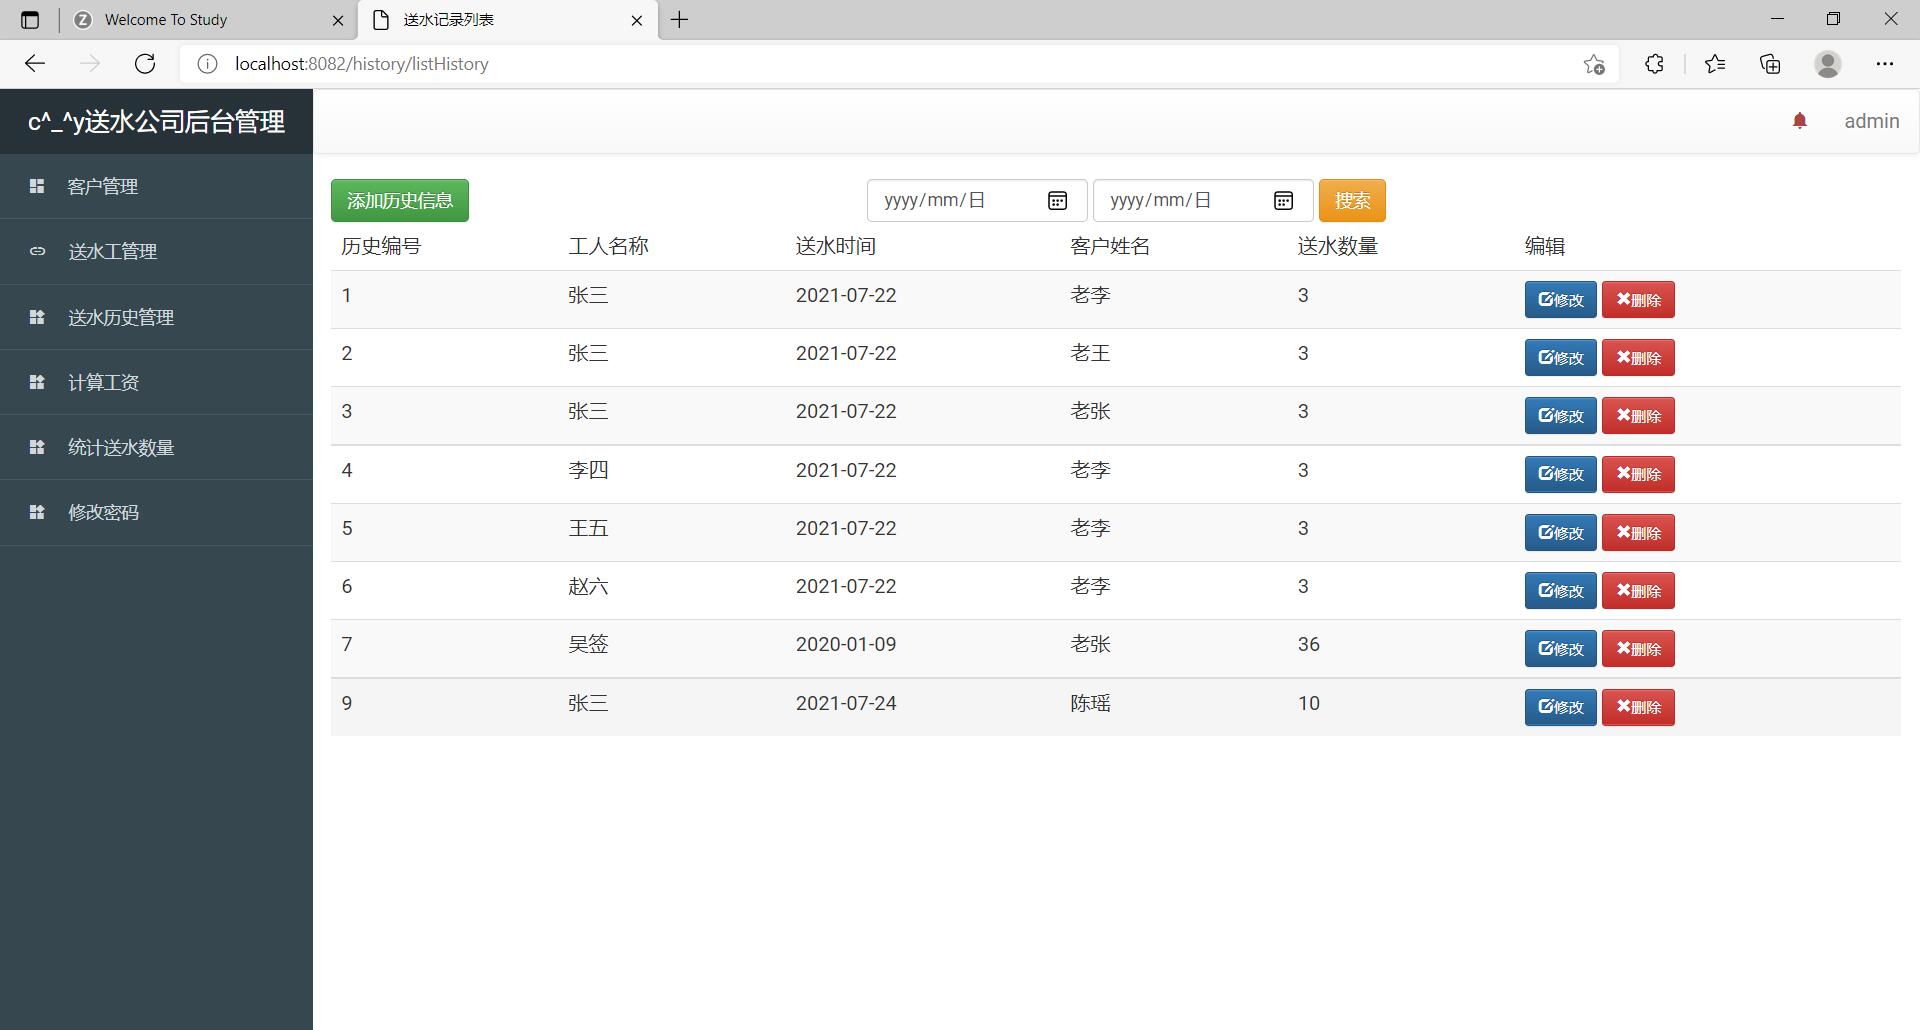 Welcome To Study
送水记录列表
localhost:8082/history/listHistory
c^_^y送水公司后台管理
admin
客户管理
送水工管理
送水历史管理
计算工资
统计送水数量
修改密码
添加历史信息 yyyy/mm/日 yyyy/mm/日 搜索
历史编号 工人名称 送水时间 客户姓名 送水数量 编辑
1 张三 2021-07-22 老李 3 修改 删除
2 张三 2021-07-22 老王 3 修改 删除
3 张三 2021-07-22 老张 3 修改 删除
4 李四 2021-07-22 老李 3 修改 删除
5 王五 2021-07-22 老李 3 修改 删除
6 赵六 2021-07-22 老李 3 修改 删除
7 吴签 2020-01-09 老张 36 修改 删除
9 张三 2021-07-24 陈瑶 10 修改 删除